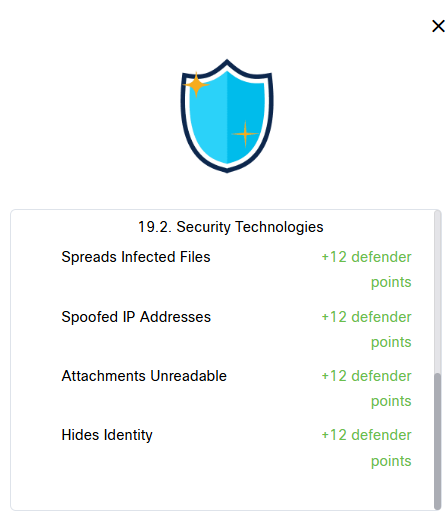 19.2. Security Technologies
Spreads Infected Files +12 defender
points
Spoofed IP Addresses +12 defender
points
Attachments Unreadable +12 defender
points
Hides Identity +12 defender
points